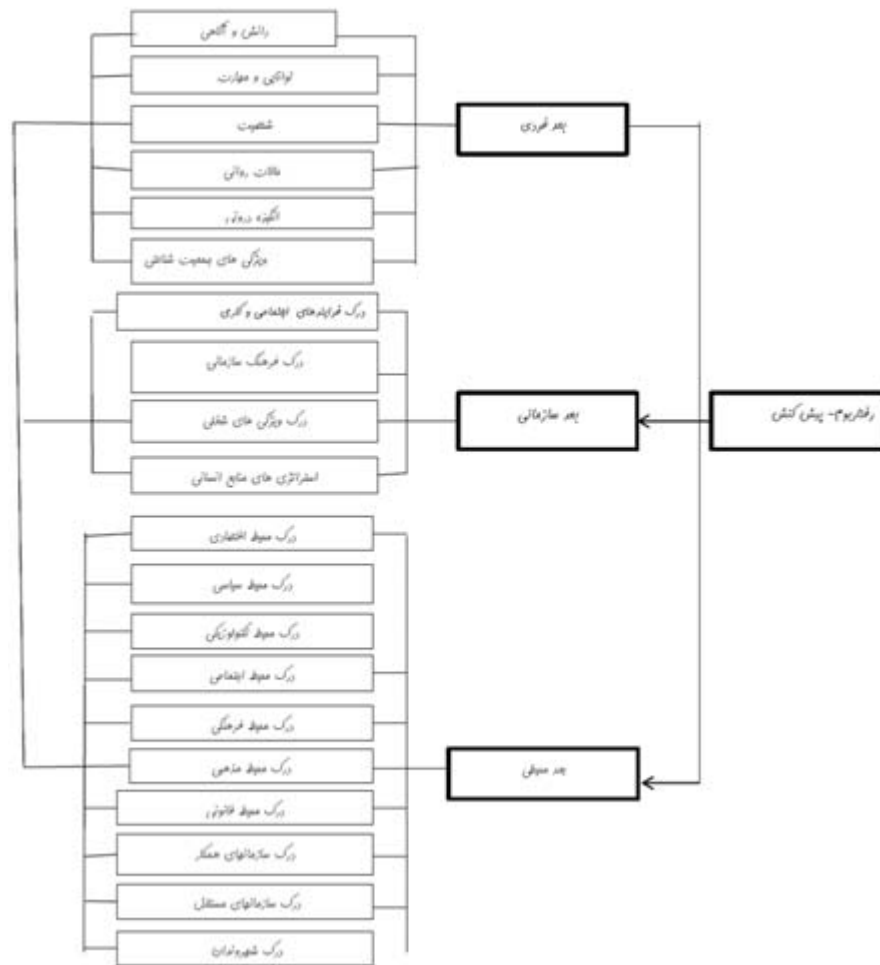 رفتاربوم- پیش کنش
بعد فردی
دانش و آگاهی
توانایی و مهارت
شخصیت
حالات روانی
انگیزه درونی
ویژگی های جمعیت شناختی
بعد سازمانی
درک فرایندهای اجتماعی و کاری
درک فرهنگ سازمانی
درک ویژگی های شغلی
استراتژی های منابع انسانی
بعد محیطی
درک محیط اقتصادی
درک محیط سیاسی
درک محیط تکنولوژیکی
درک محیط اجتماعی
درک محیط فرهنگی
درک محیط مذهبی
درک محیط قانونی
درک سازمانهای همکار
درک سازمانهای مستقل
درک شهروندان